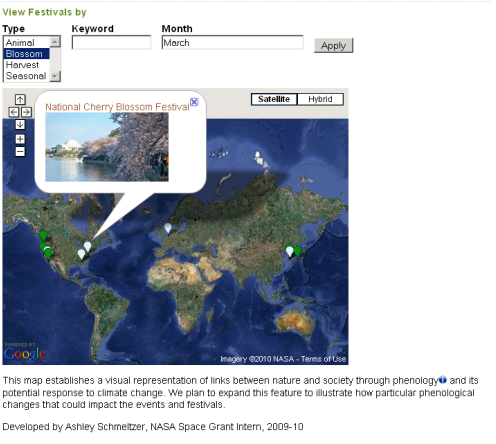 View Festivals by
Type Keyword Month
Animal
Blossom
Harvest
Seasonal
March
Apply
Satellite Hybrid
National Cherry Blossom Festival
POWERED BY
Google
Imagery ©2010 NASA - Terms of Use
This map establishes a visual representation of links between nature and society through phenology and its
potential response to climate change. We plan to expand this feature to illustrate how particular phenological
changes that could impact the events and festivals.
Developed by Ashley Schmeltzer, NASA Space Grant Intern, 2009-10